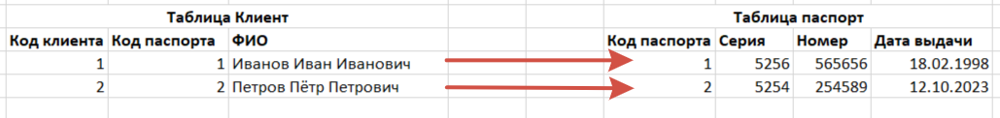 Таблица Клиент Таблица паспорт
Код клиента Код паспорта ФИО Код паспорта Серия Номер Дата выдачи
1 1 Иванов Иван Иванович 1 5256 565656 18.02.1998
2 2 Петров Пётр Петрович 2 5254 254589 12.10.2023